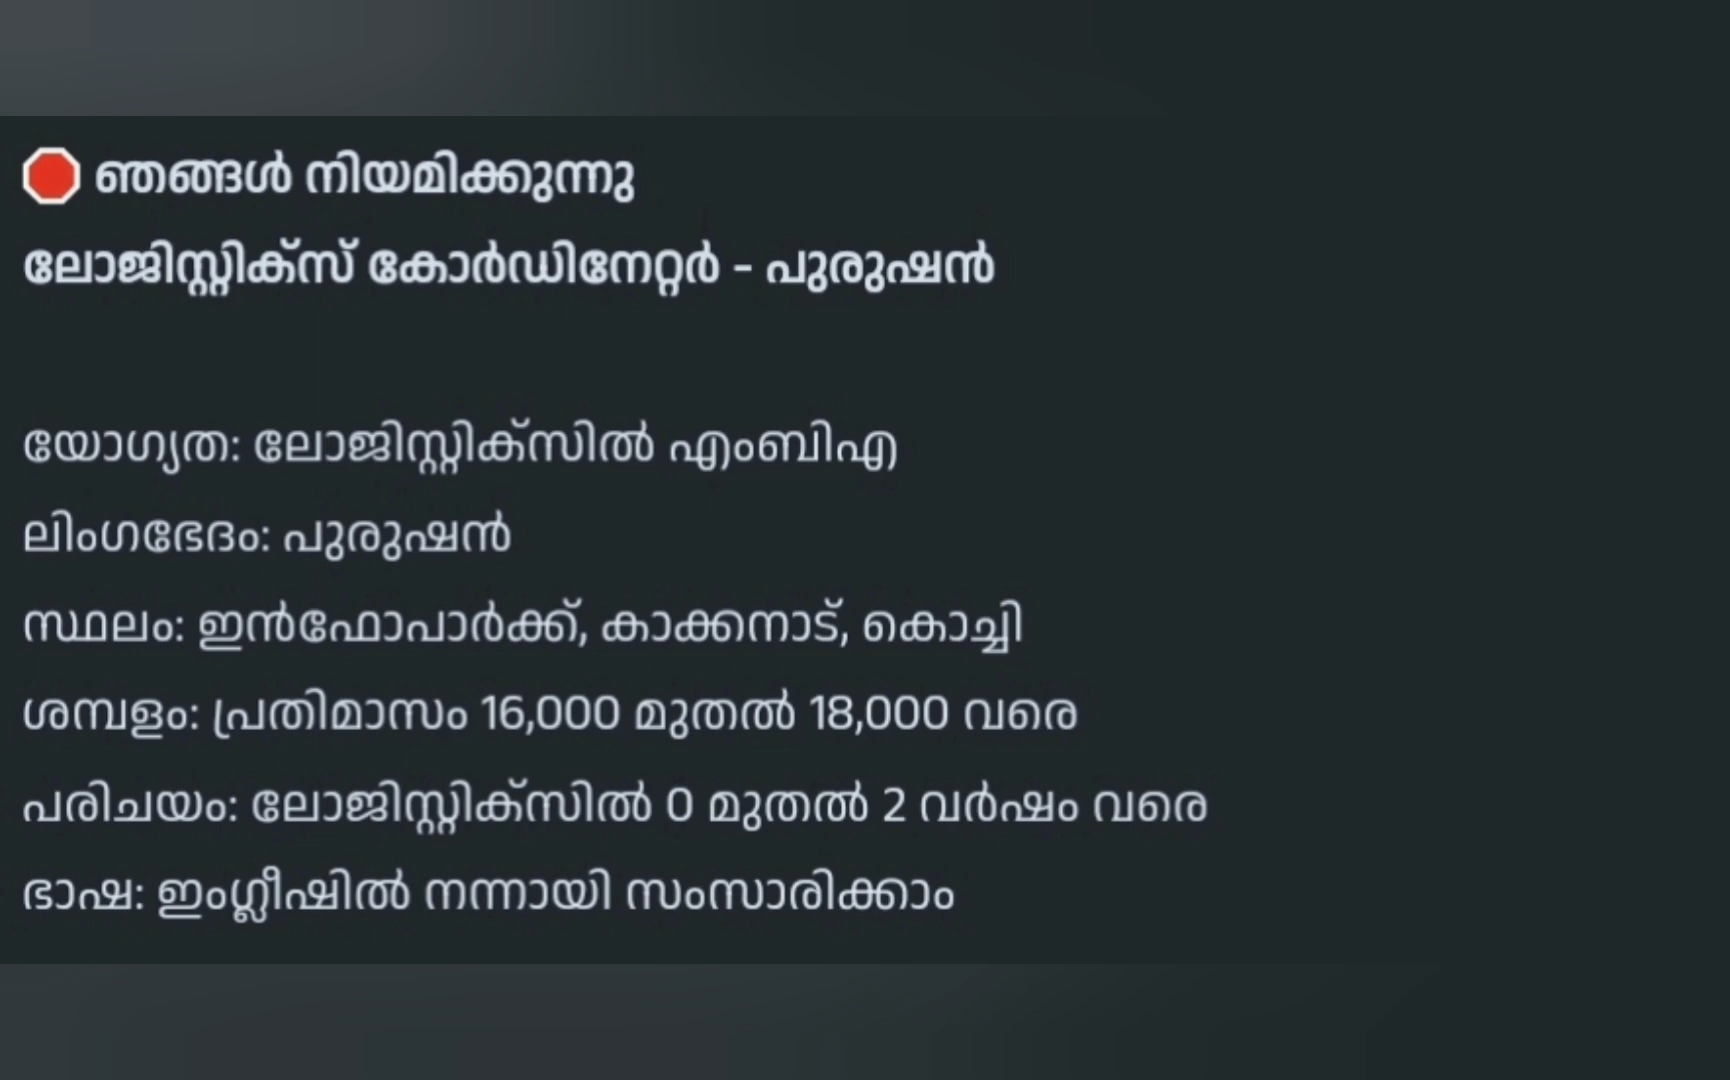 🛑 ഞങ്ങൾ നിയമിക്കുന്നു
ലോജിസ്റ്റിക്സ് കോർഡിനേറ്റർ - പുരുഷൻ
യോഗ്യത: ലോജിസ്റ്റിക്സിൽ എംബിഎ
ലിംഗഭേദം: പുരുഷൻ
സ്ഥലം: ഇൻഫോപാർക്ക്, കാക്കനാട്, കൊച്ചി
ശമ്പളം: പ്രതിമാസം 16,000 മുതൽ 18,000 വരെ
പരിചയം: ലോജിസ്റ്റിക്സിൽ 0 മുതൽ 2 വർഷം വരെ
ഭാഷ: ഇംഗ്ലീഷിൽ നന്നായി സംസാരിക്കാം